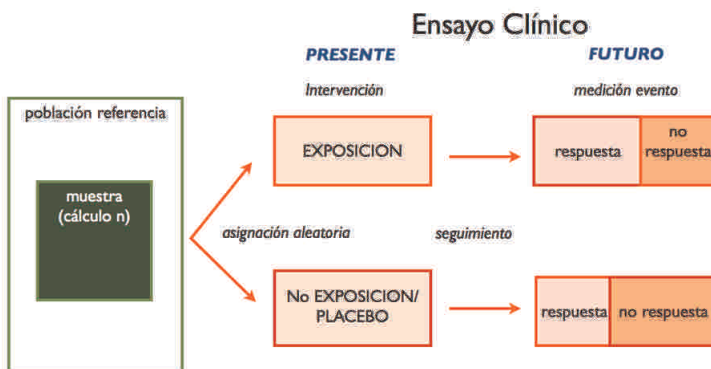 Ensayo Clínico
PRESENTE
FUTURO
Intervención
medición evento
población referencia
muestra
(cálculo n)
EXPOSICION
respuesta
no
respuesta
asignación aleatoria
seguimiento
No EXPOSICION/
PLACEBO
respuesta
no respuesta